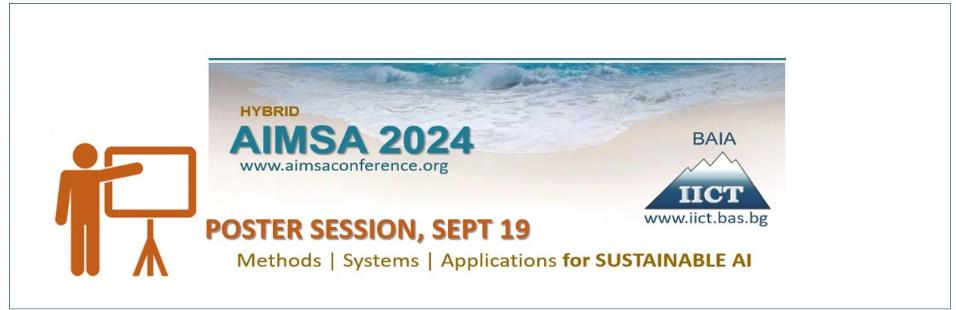 HYBRID
AIMSA 2024
www.aimsaconference.org
BAIA
IICT
www.iict.bas.bg
POSTER SESSION, SEPT 19
Methods | Systems | Applications for SUSTAINABLE AI